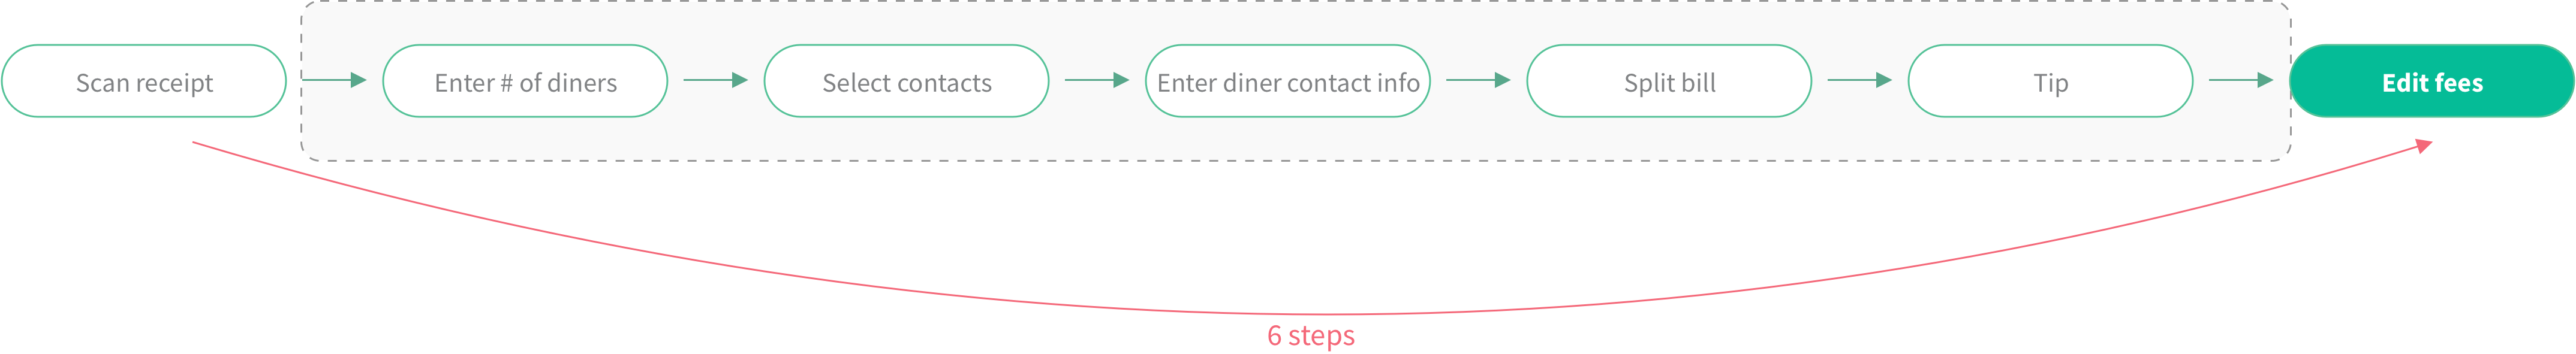 Scan receipt
Enter # of diners
Select contacts
Enter diner contact info
Split bill
Tip
Edit fees
6 steps